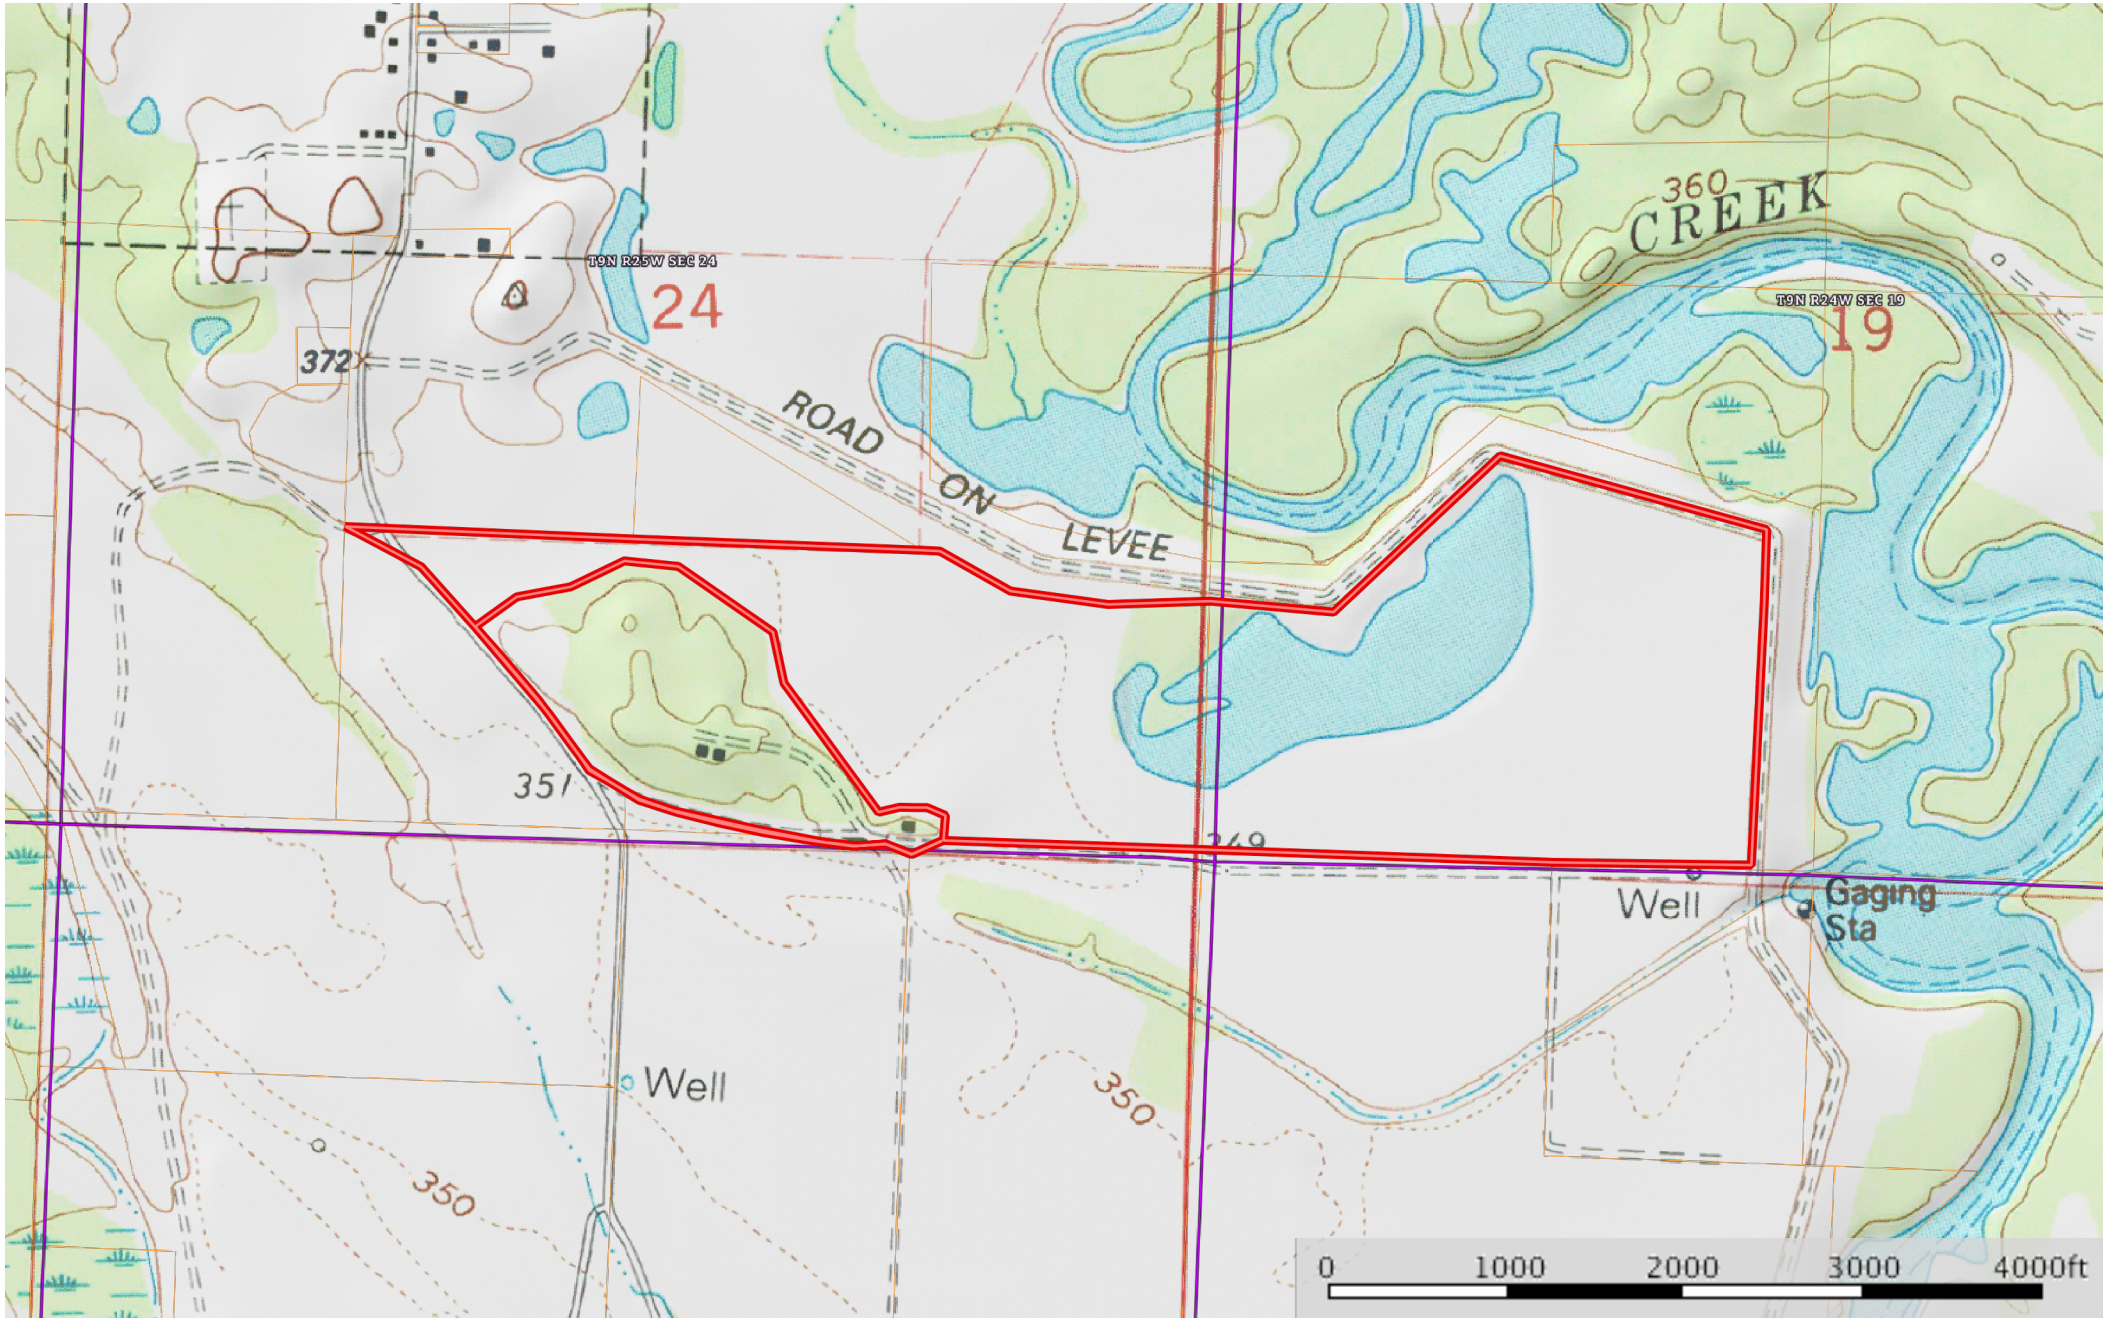 360
CREEK
T9N R25W SEC 24
24
T9N R24W SEC 19
19
372
ROAD
ON
LEVEE
351
349
Well
Gaging
Sta
Well
350
350
0 1000 2000 3000 4000ft